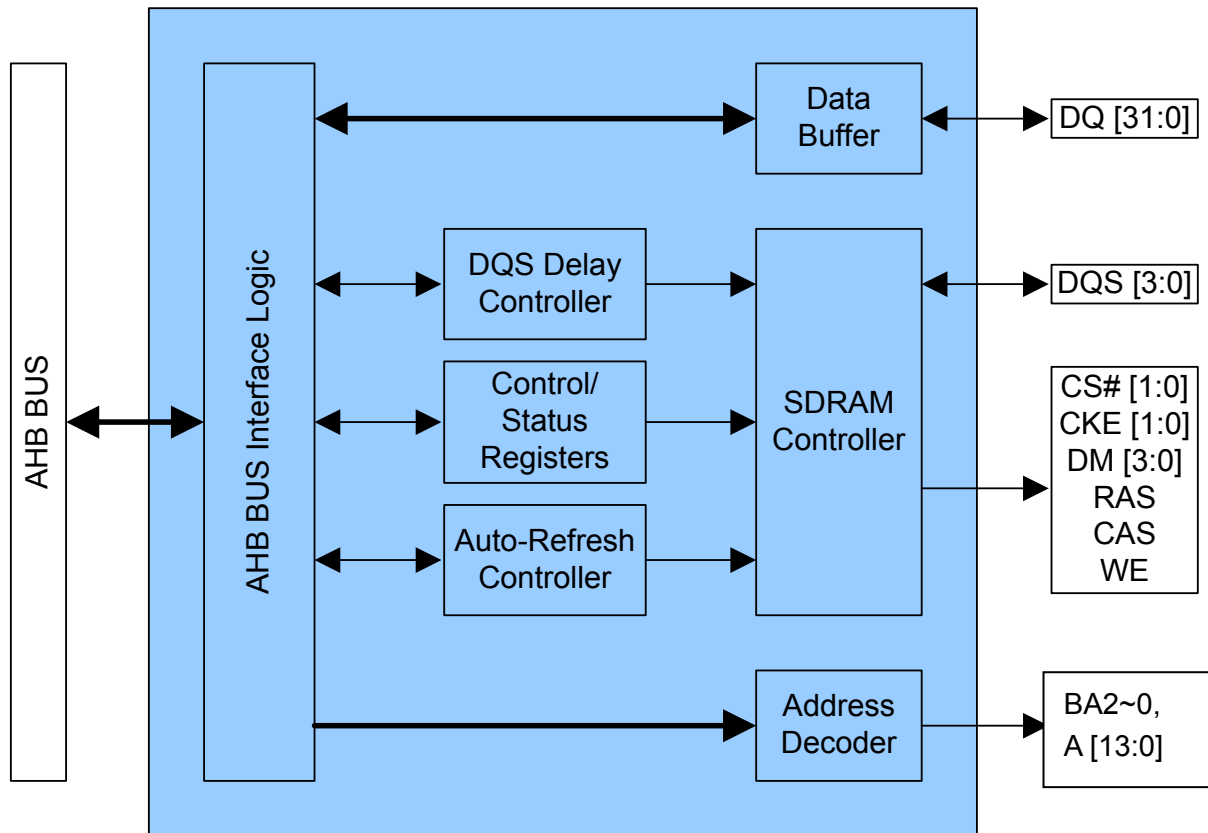 AHB BUS
AHB BUS Interface Logic
Data
Buffer
DQ [31:0]
DQS Delay
Controller
Control/
Status
Registers
Auto-Refresh
Controller
SDRAM
Controller
DQS [3:0]
CS# [1:0]
CKE [1:0]
DM [3:0]
RAS
CAS
WE
Address
Decoder
BA2~0,
A [13:0]